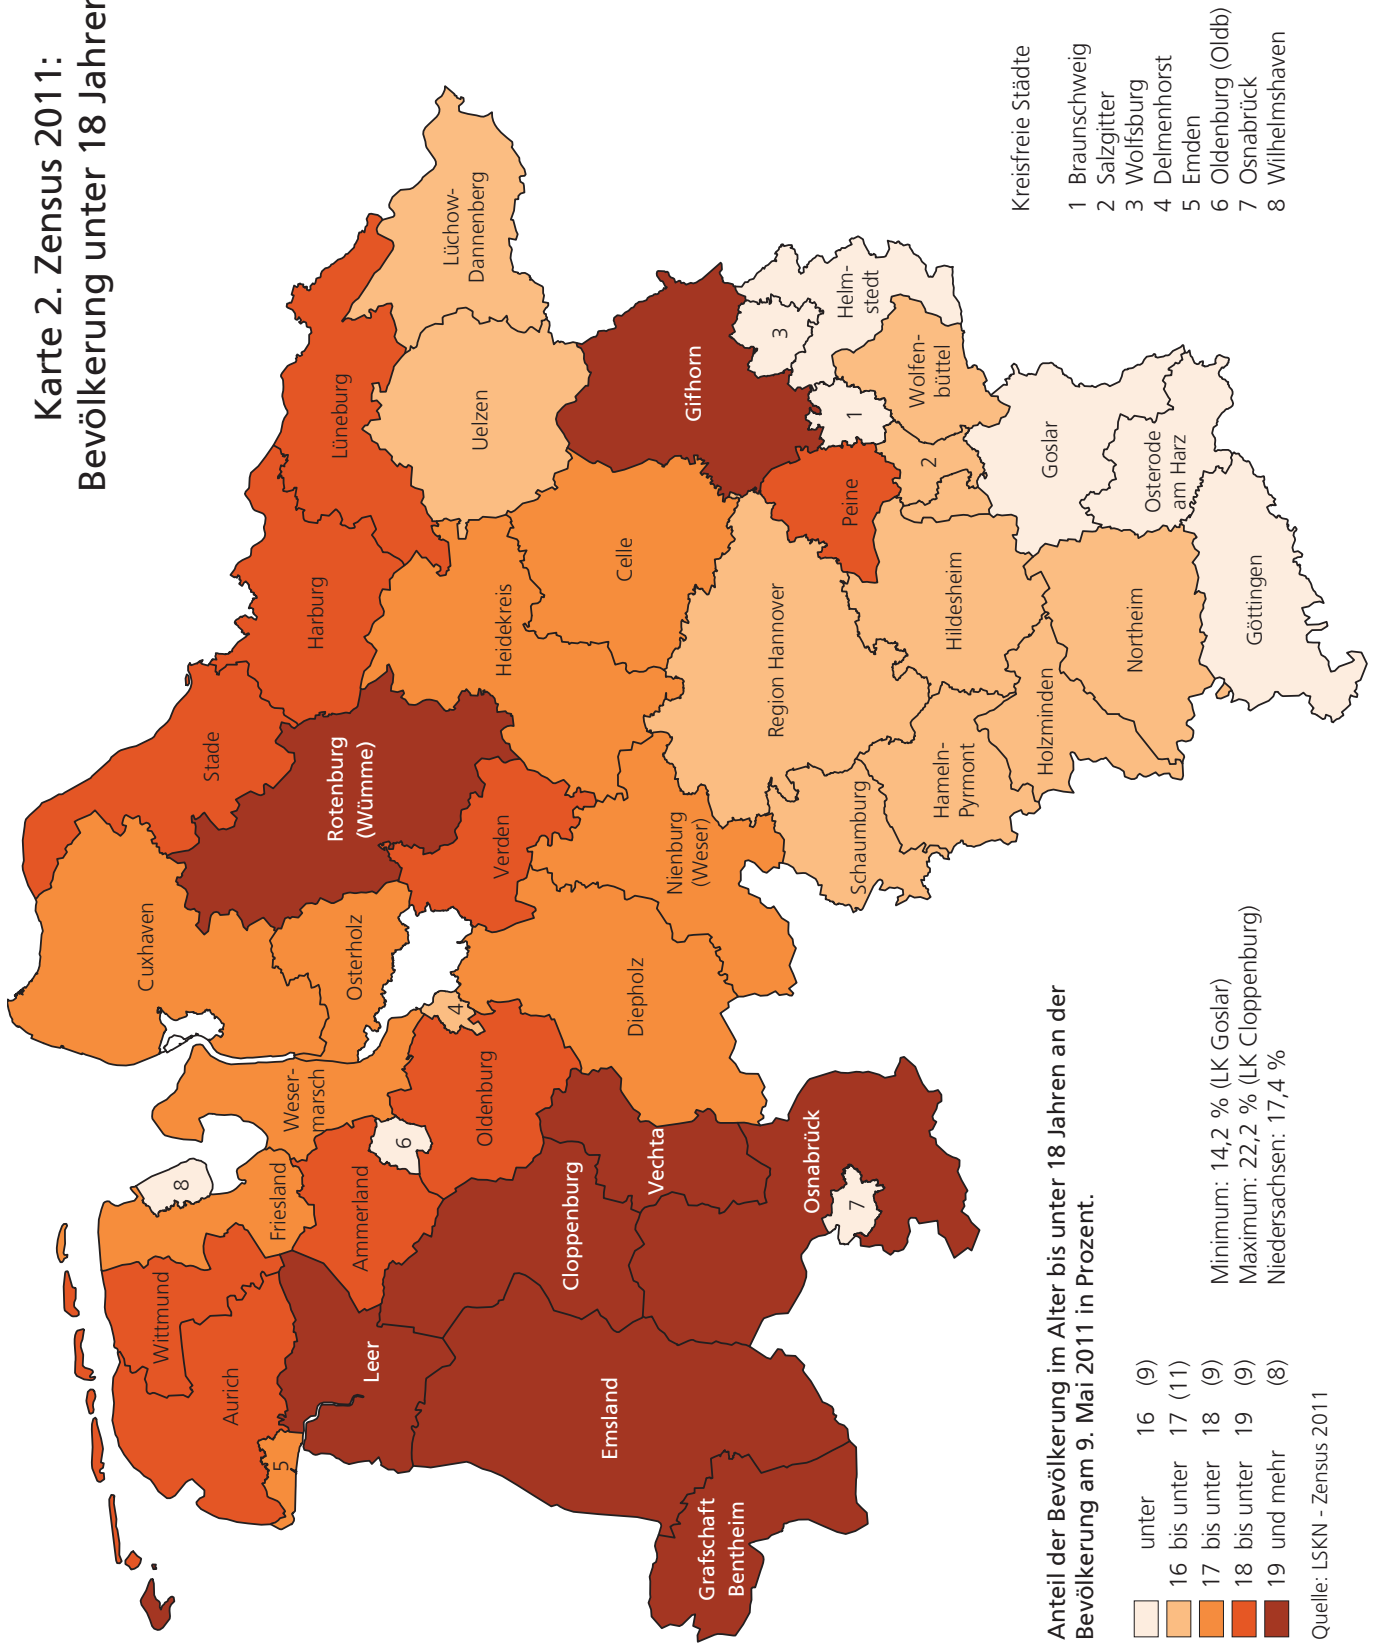 Karte 2. Zensus 2011:
Bevölkerung unter 18 Jahren
Cuxhaven
Stade
Harburg
Lüneburg
Lüchow-
Dannenberg
Uelzen
Rotenburg
(Wümme)
Osterholz
Heidekreis
Celle
Gifhorn
Verden
Weser-
marsch
Friesland
Wittmund
Aurich
Ammerland
Leer
Oldenburg
Cloppenburg
Vechta
Emsland
Grafschaft
Bentheim
Osnabrück
Diepholz
Nienburg
(Weser)
Region Hannover
Schaumburg
Hameln-
Pyrmont
Hildesheim
Holzminden
Northeim
Göttingen
Osterode
am Harz
Goslar
Peine
Wolfen-
büttel
Helm-
stedt
1
2
3
4
5
6
7
8
Kreisfreie Städte
1 Braunschweig
2 Salzgitter
3 Wolfsburg
4 Delmenhorst
5 Emden
6 Oldenburg (Oldb)
7 Osnabrück
8 Wilhelmshaven
Anteil der Bevölkerung im Alter bis unter 18 Jahren an der
Bevölkerung am 9. Mai 2011 in Prozent.
unter 16 (9)
16 bis unter 17 (11)
17 bis unter 18 (9)
18 bis unter 19 (9)
19 und mehr (8)
Minimum: 14,2 % (LK Goslar)
Maximum: 22,2 % (LK Cloppenburg)
Niedersachsen: 17,4 %
Quelle: LSKN - Zensus 2011